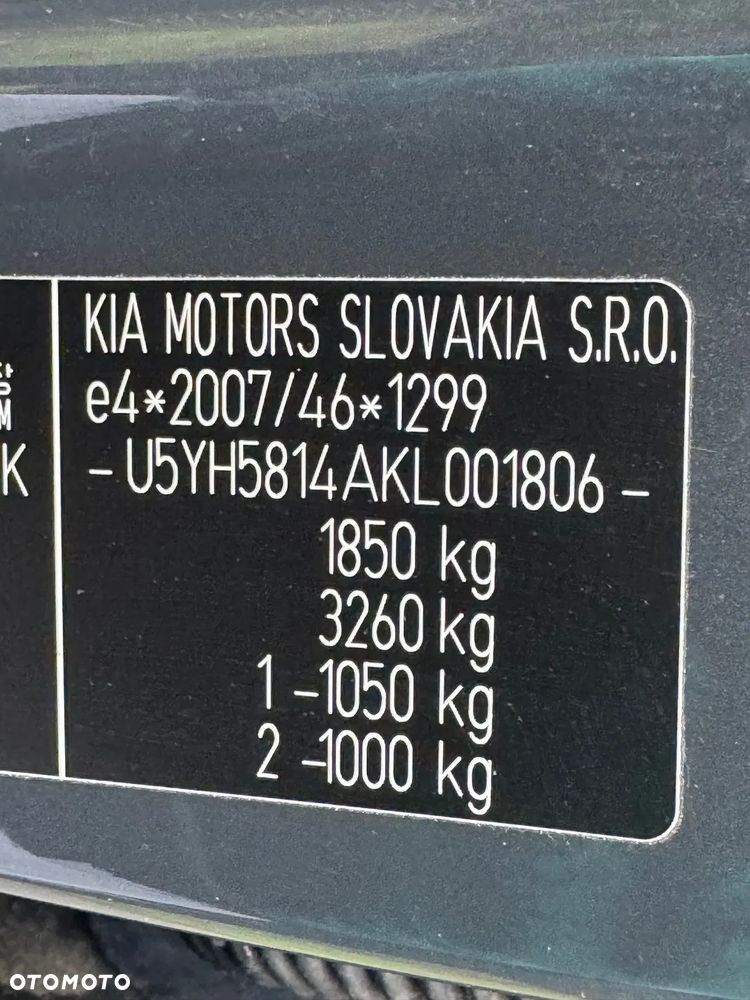 KIA MOTORS SLOVAKIA S.R.O.
e4*2007/46*1299
- U5YH5814AKL001806 -
1850 kg
3260 kg
1 -1050 kg
2 -1000 kg
K
OTOMOTO